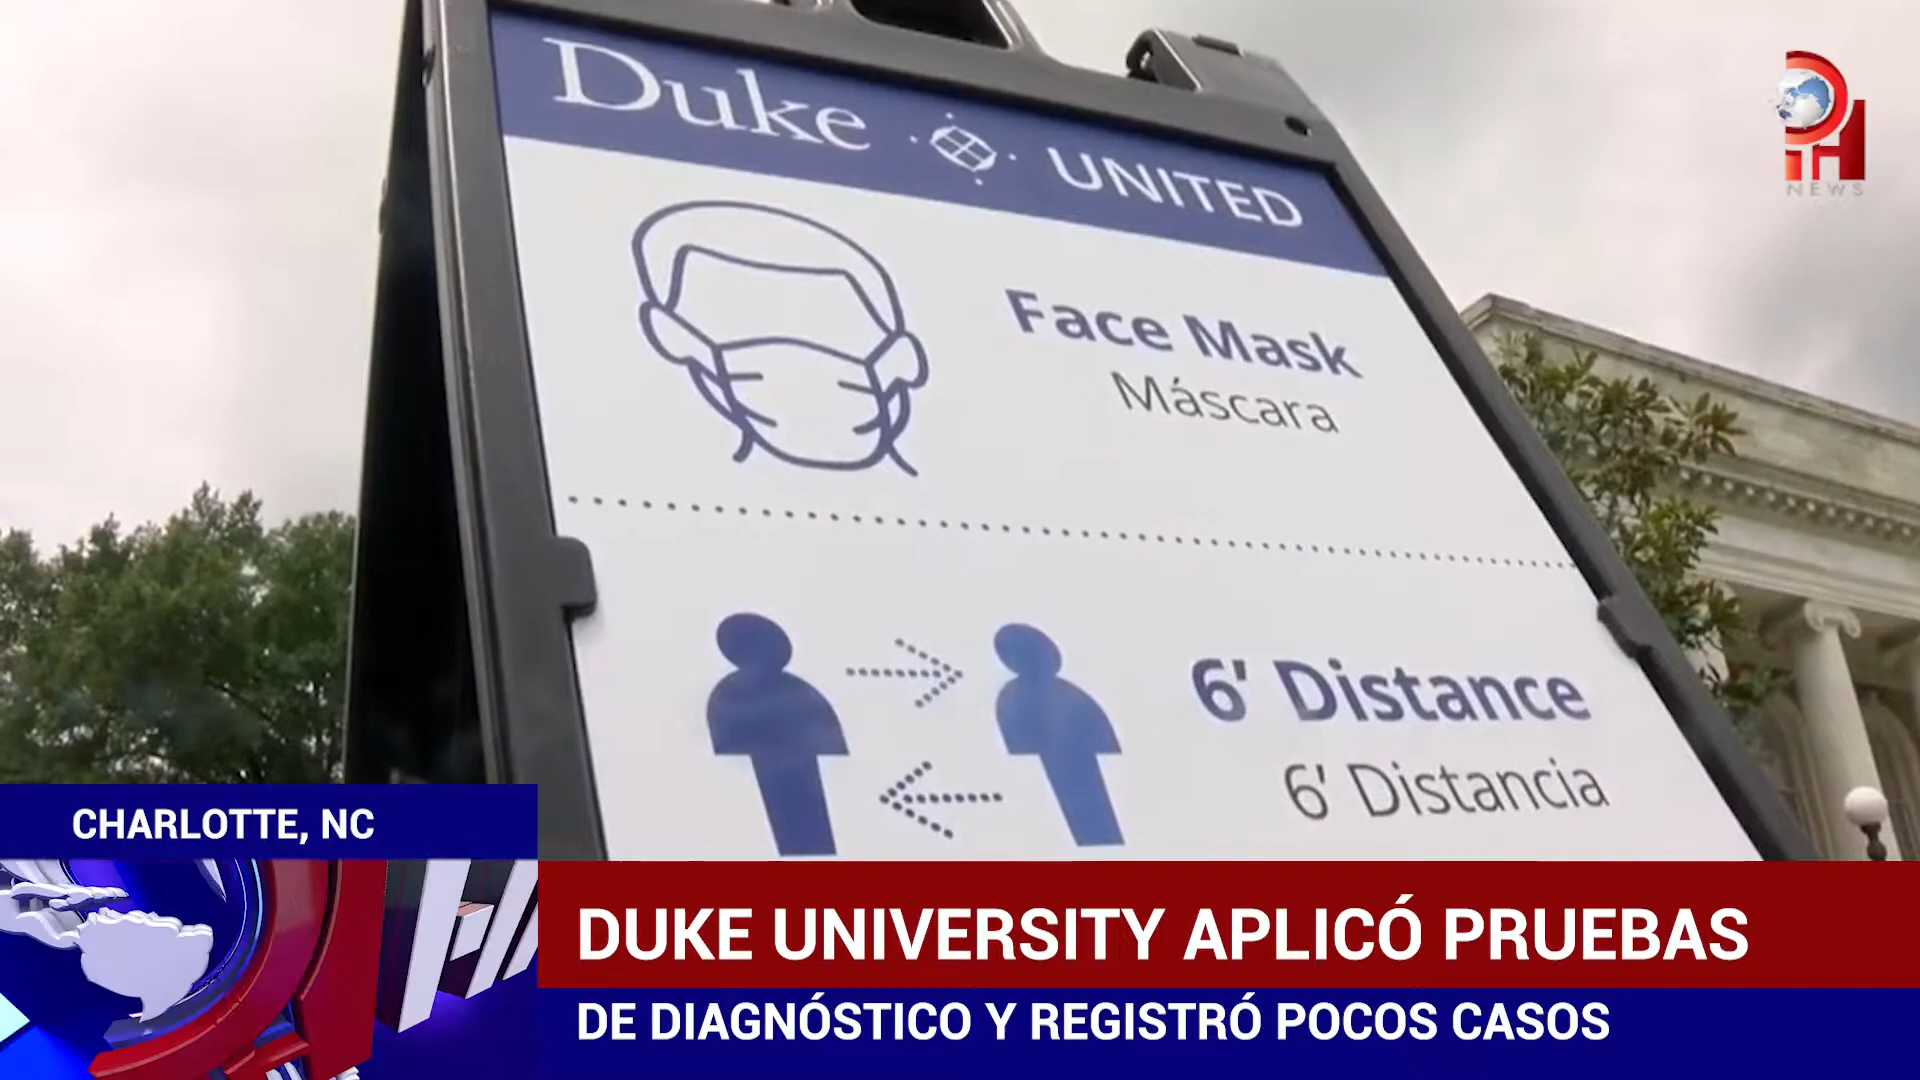 Duke UNITED
PH
NEWS
Face Mask
Máscara
6' Distance
6' Distancia
CHARLOTTE, NC
DUKE UNIVERSITY APLICÓ PRUEBAS
DE DIAGNÓSTICO Y REGISTRÓ POCOS CASOS